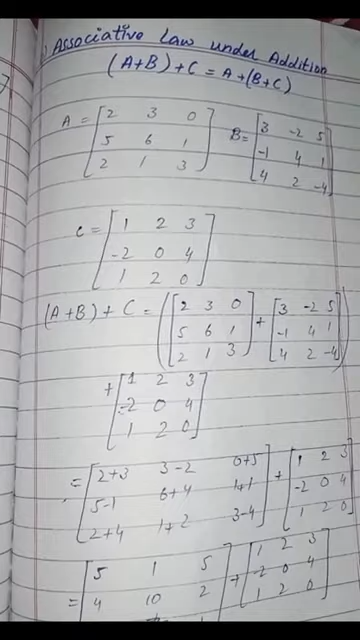 Associative Law under Addition
(A+B) + C = A+(B+C)
A = [2 3 0 B = [3 -2 5
5 6 1 -1 4 1
2 1 3] 4 2 -4]
C = [1 2 3
-2 0 4
1 2 0]
(A+B) + C = ([2 3 0 + [3 -2 5
5 6 1 -1 4 1
2 1 3] 4 2 -4])
+ [1 2 3
-2 0 4
1 2 0]
= [2+3 3-2 0+5 + [1 2 3
5-1 6+4 1+1 -2 0 4
2+4 1+2 3-4] 1 2 0]
= [5 1 5 + [1 2 3
4 10 2 -2 0 4
1 2 0]